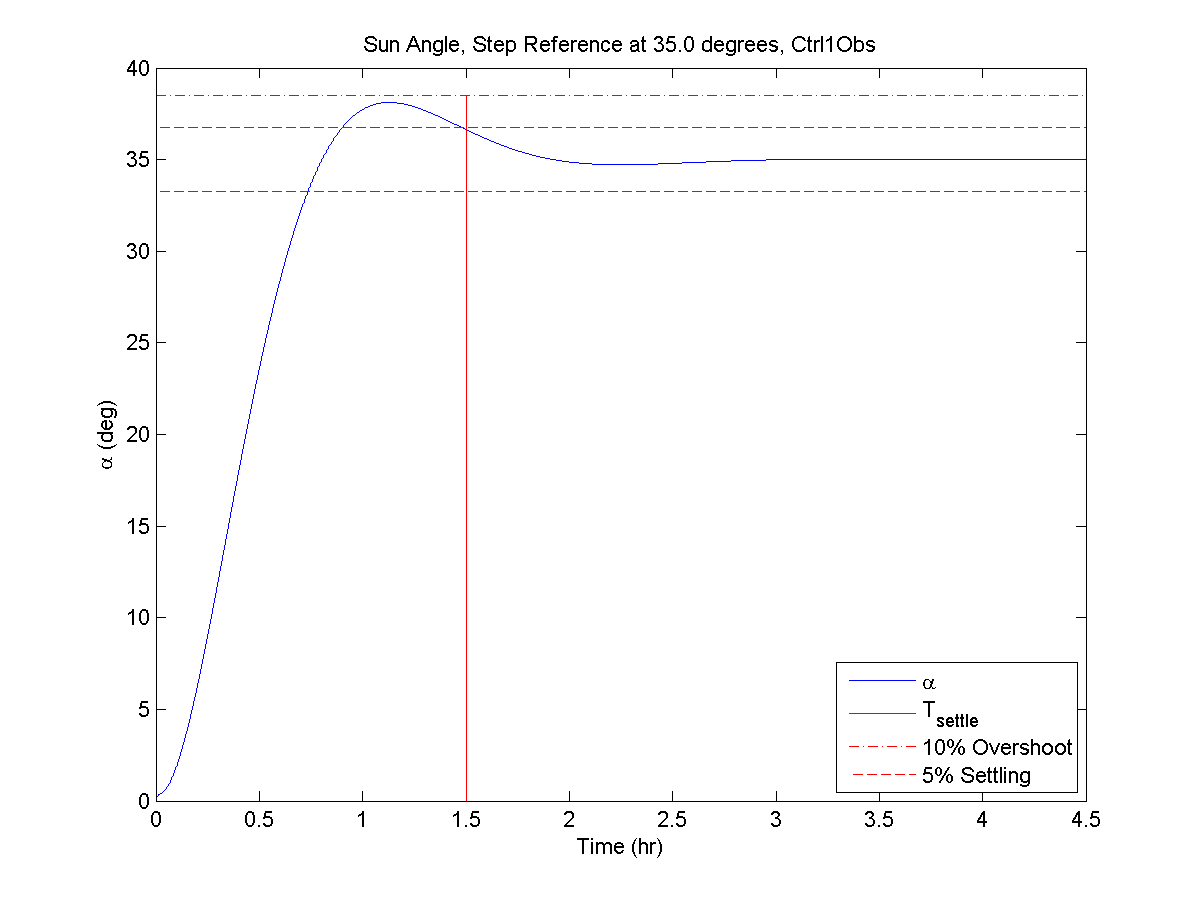 Sun Angle, Step Reference at 35.0 degrees, Ctrl1Obs
40
35
30
25
20
15
10
5
0
α (deg)
0 0.5 1 1.5 2 2.5 3 3.5 4 4.5
Time (hr)
α
T_settle
10% Overshoot
5% Settling